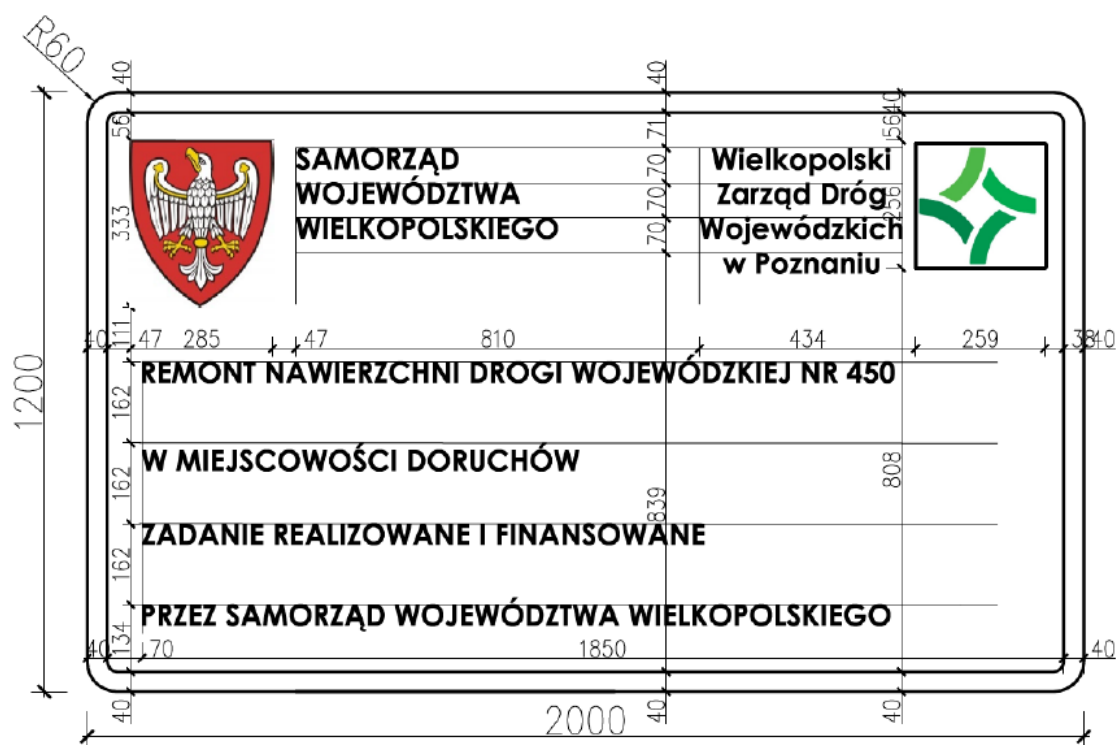 R60
40
40
5640
56
71
SAMORZĄD
WOJEWÓDZTWA
WIELKOPOLSKIEGO
70
70
70
Wielkopolski
Zarząd Dróg
Wojewódzkich
w Poznaniu
256
333
111
40
47
285
47
810
434
259
38
40
1200
REMONT NAWIERZCHNI DROGI WOJEWÓDZKIEJ NR 450
162
W MIEJSCOWOŚCI DORUCHÓW
162
839
808
ZADANIE REALIZOWANE I FINANSOWANE
162
PRZEZ SAMORZĄD WOJEWÓDZTWA WIELKOPOLSKIEGO
134
40
70
1850
40
40
40
40
2000